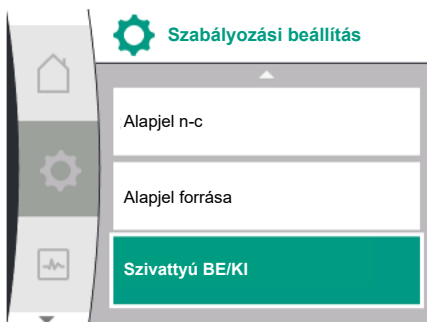 Szabályozási beállítás
Alapjel n-c
Alapjel forrása
Szivattyú BE/KI